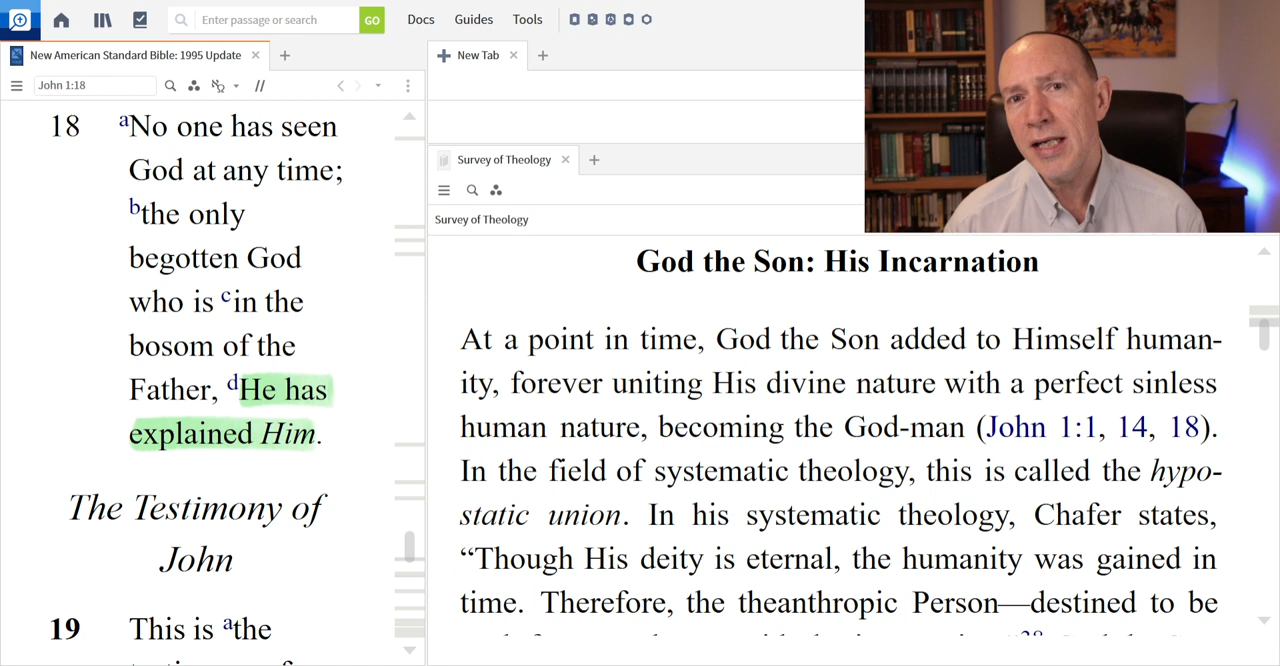 Enter passage or search
GO
Docs
Guides
Tools
New American Standard Bible: 1995 Update
John 1:18
18 aNo one has seen
God at any time;
bthe only
begotten God
who is cin the
bosom of the
Father, dHe has
explained Him.
The Testimony of
John
19 This is athe
New Tab
Survey of Theology
Survey of Theology
God the Son: His Incarnation
At a point in time, God the Son added to Himself human-
ity, forever uniting His divine nature with a perfect sinless
human nature, becoming the God-man (John 1:1, 14, 18).
In the field of systematic theology, this is called the hypo-
static union. In his systematic theology, Chafer states,
“Though His deity is eternal, the humanity was gained in
time. Therefore, the theanthropic Person—destined to be